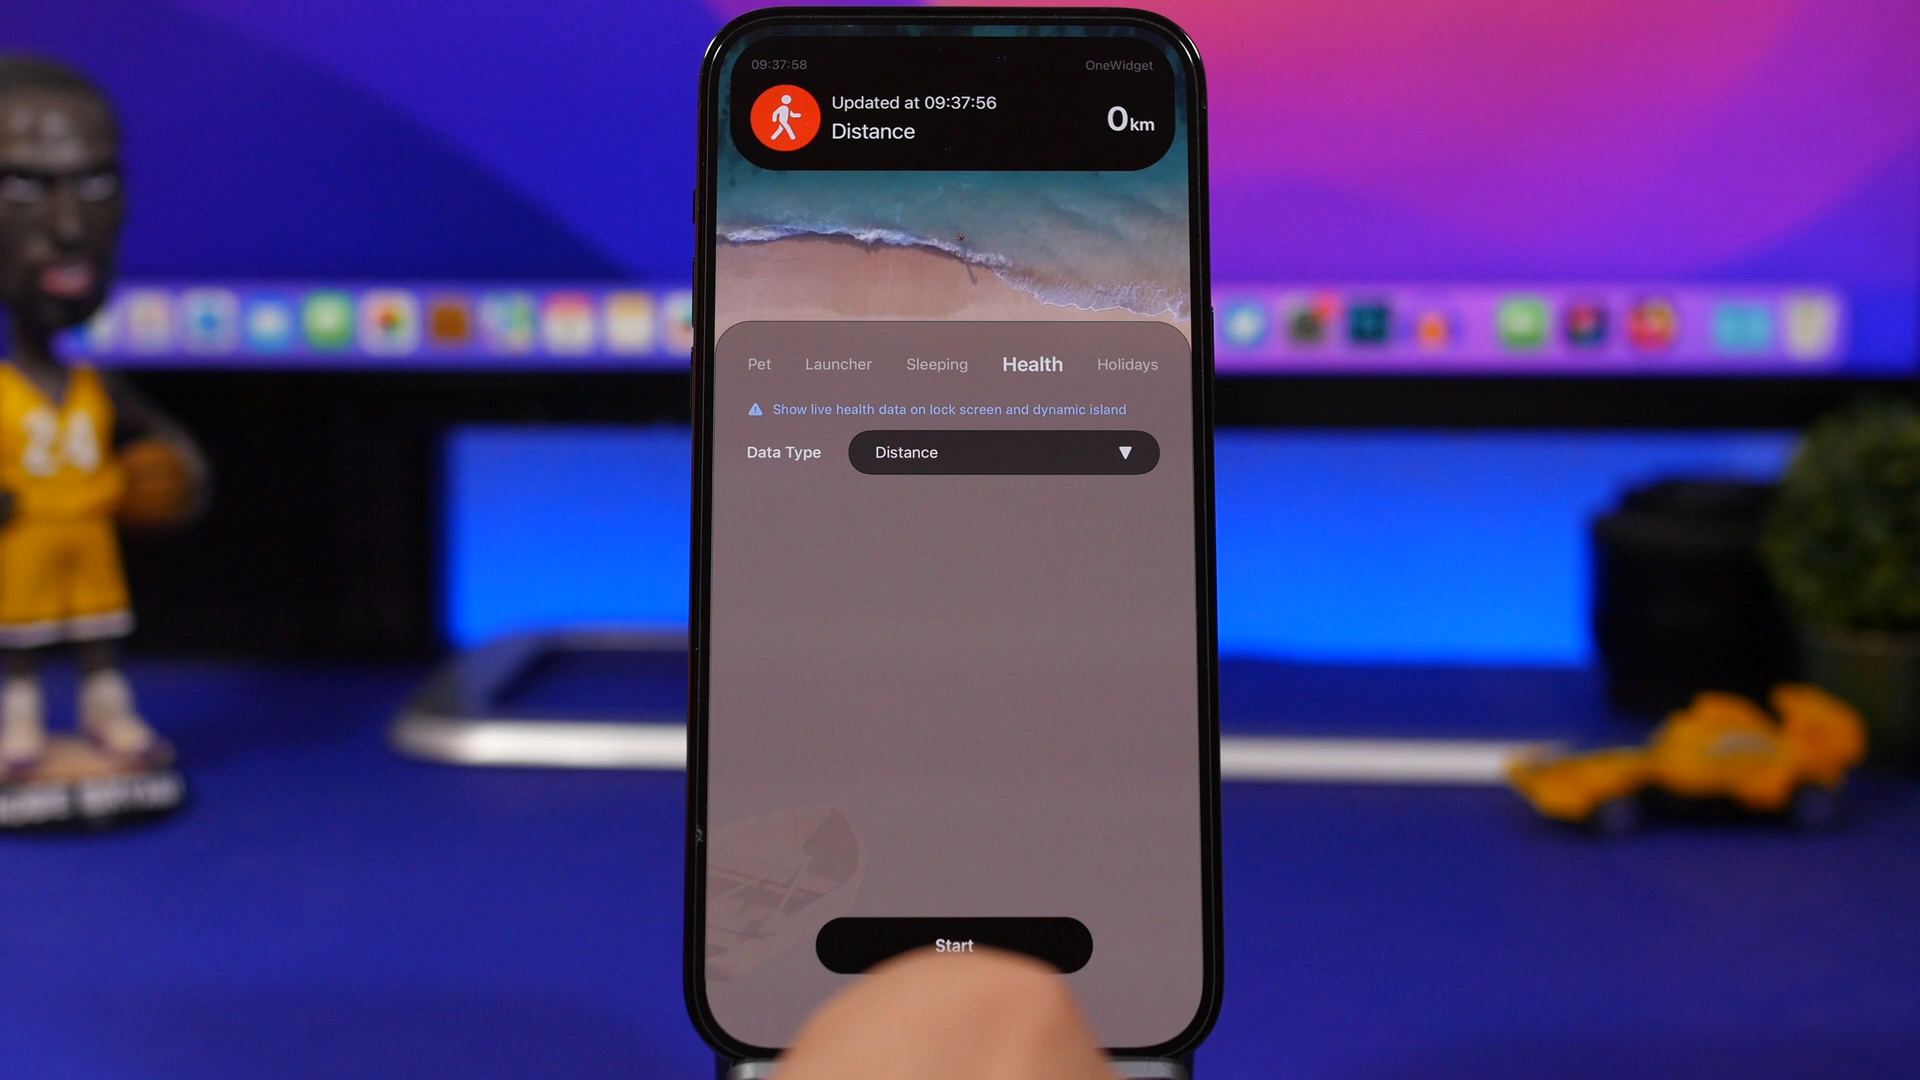 09:37:58
OneWidget
Updated at 09:37:56
Distance
0km
Pet Launcher Sleeping Health Holidays
Show live health data on lock screen and dynamic island
Data Type Distance
Start
24